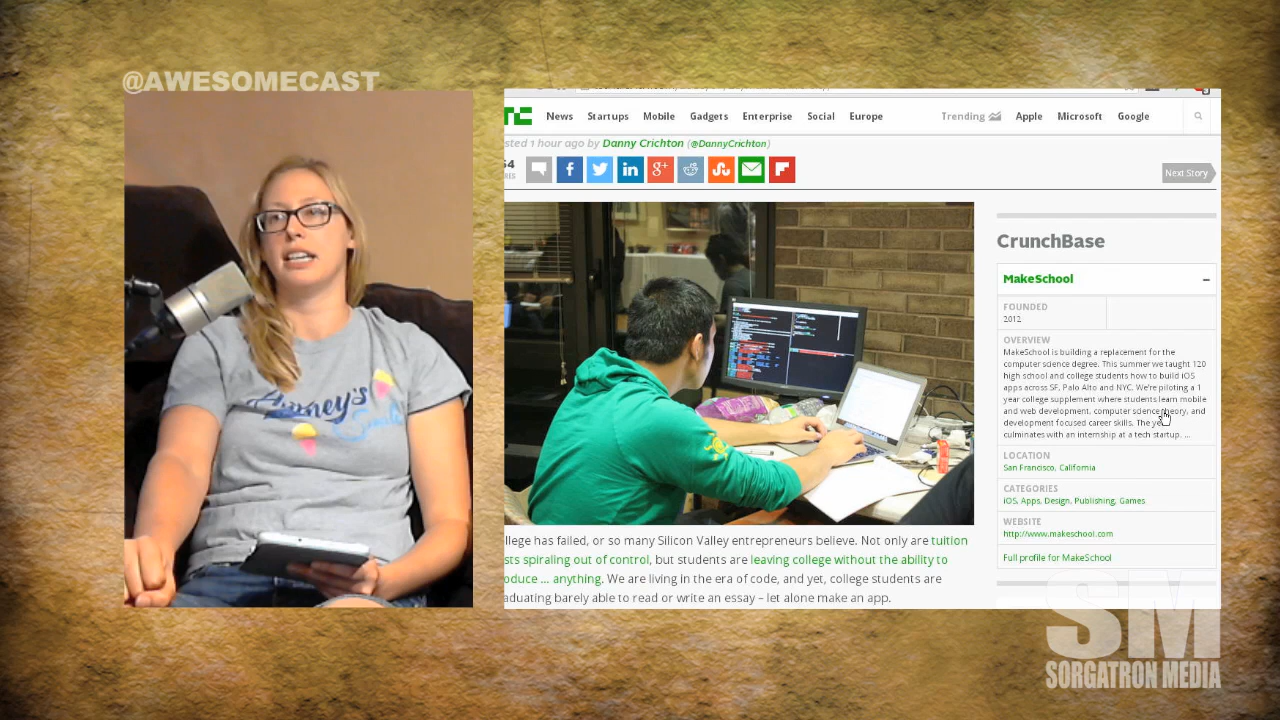 @AWESOMECAST
News Startups Mobile Gadgets Enterprise Social Europe Trending Apple Microsoft Google
sted 1 hour ago by Danny Crichton (@DannyCrichton)
Next Story
CrunchBase
MakeSchool
FOUNDED
2012
OVERVIEW
MakeSchool is building a replacement for the
computer science degree. This summer we taught 120
high school and college students how to build iOS
apps across SF, Palo Alto and NYC. We're piloting a 1
year college supplement where students learn mobile
and web development, computer science theory, and
development focused career skills. The
culminates with an internship at a tech startup. ...
LOCATION
San Francisco, California
CATEGORIES
iOS, Apps, Design, Publishing, Games
WEBSITE
http://www.makeschool.com
Full profile for MakeSchool
llege has failed, or so many Silicon Valley entrepreneurs believe. Not only are tuition
sts spiraling out of control, but students are leaving college without the ability to
oduce ... anything. We are living in the era of code, and yet, college students are
aduating barely able to read or write an essay – let alone make an app.
SM
SORGATRON MEDIA